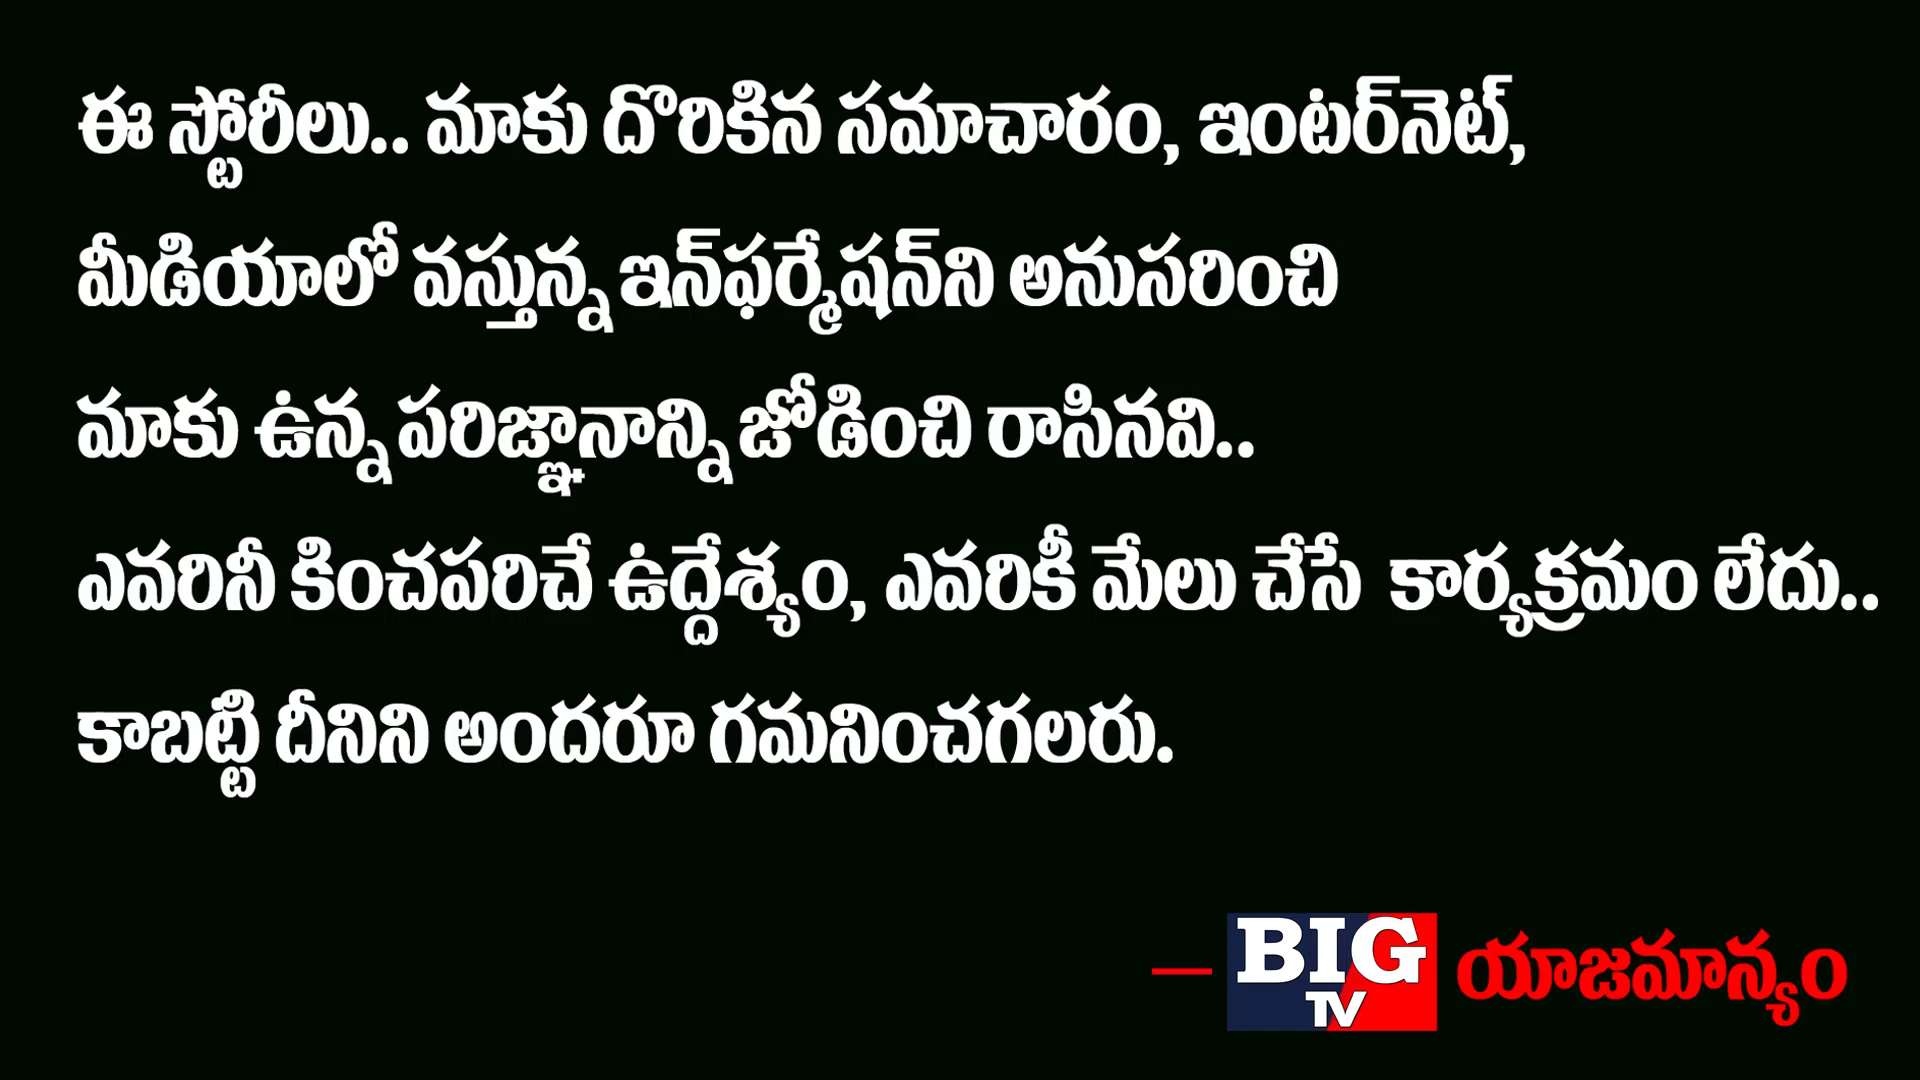 ఈ స్టోరీలు.. మాకు దొరికిన సమాచారం, ఇంటర్‌నెట్,
మీడియాలో వస్తున్న ఇన్‌ఫర్మేషన్‌ని అనుసరించి
మాకు ఉన్న పరిజ్ఞానాన్ని జోడించి రాసినవి..
ఎవరినీ కించపరిచే ఉద్దేశ్యం, ఎవరికీ మేలు చేసే కార్యక్రమం లేదు..
కాబట్టి దీనిని అందరూ గమనించగలరు.
— BIG TV యాజమాన్యం